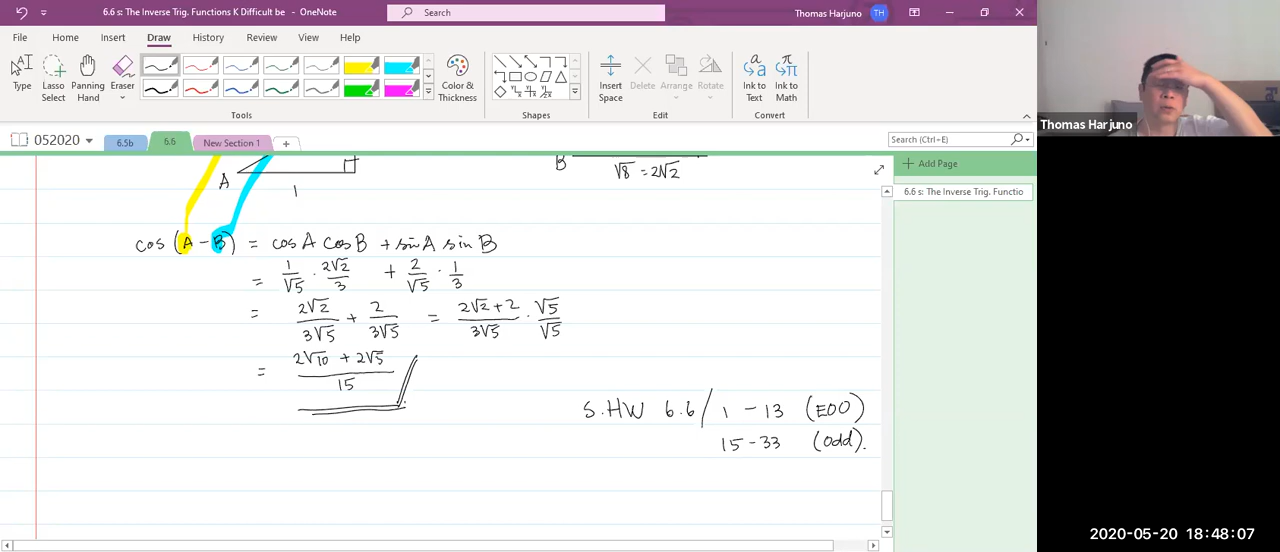 6.6 s: The Inverse Trig. Functions K Difficult be - OneNote
Search
Thomas Harjuno TH
File Home Insert Draw History Review View Help
Type Lasso Select Panning Hand Eraser Color & Thickness Insert Space Delete Arrange Rotate Ink to Text Ink to Math
Tools Shapes Edit Convert
Thomas Harjuno
052020 6.5b 6.6 New Section 1 + Search (Ctrl+E)
Add Page
6.6 s: The Inverse Trig. Functio
A 1
B √8 = 2√2
cos (A − B) = cos A cos B + sin A sin B
= 1/√5 · 2√2/3 + 2/√5 · 1/3
= 2√2/3√5 + 2/3√5 = 2√2 + 2/3√5 · √5/√5
= 2√10 + 2√5/15
S.HW 6.6 / 1 - 13 (EOO)
15 - 33 (Odd).
2020-05-20 18:48:07